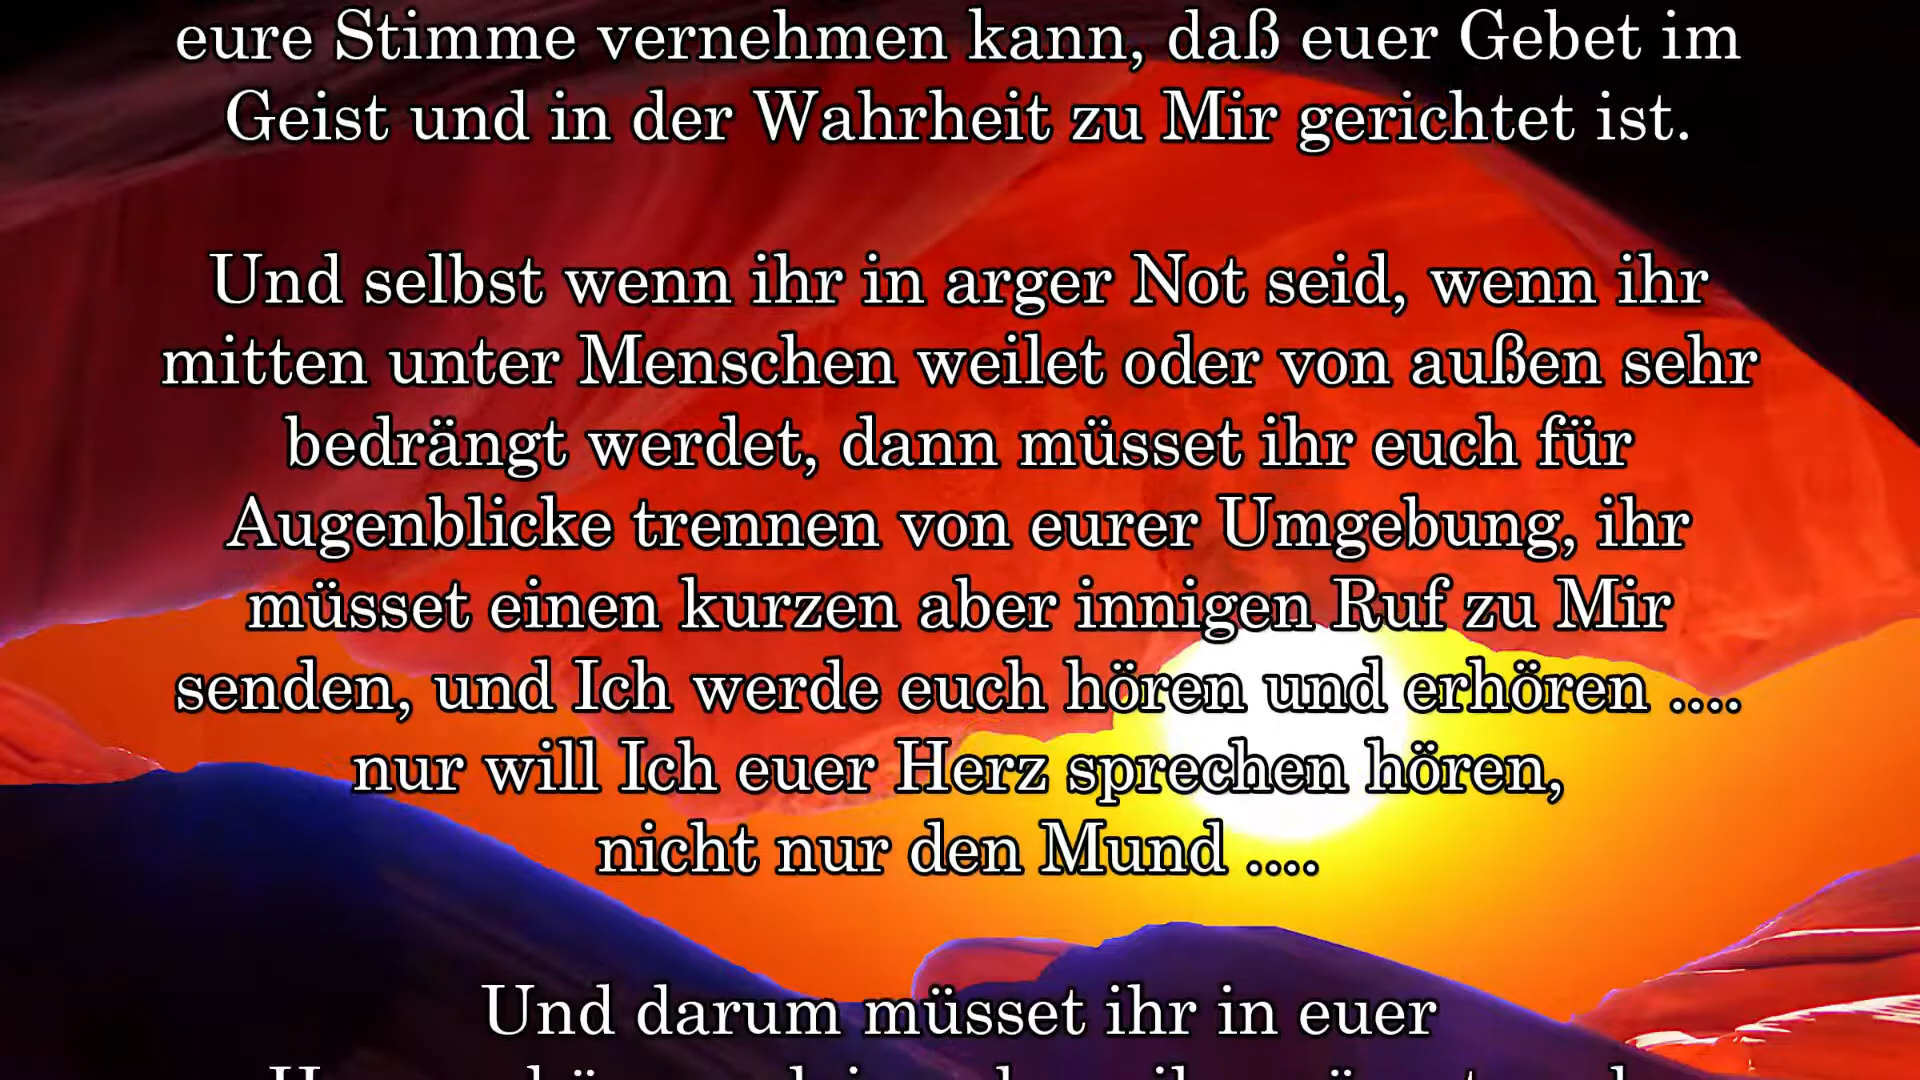 eure Stimme vernehmen kann, daß euer Gebet im
Geist und in der Wahrheit zu Mir gerichtet ist.
Und selbst wenn ihr in arger Not seid, wenn ihr
mitten unter Menschen weilet oder von außen sehr
bedrängt werdet, dann müsset ihr euch für
Augenblicke trennen von eurer Umgebung, ihr
müsset einen kurzen aber innigen Ruf zu Mir
senden, und Ich werde euch hören und erhören ....
nur will Ich euer Herz sprechen hören,
nicht nur den Mund ....
Und darum müsset ihr in euer